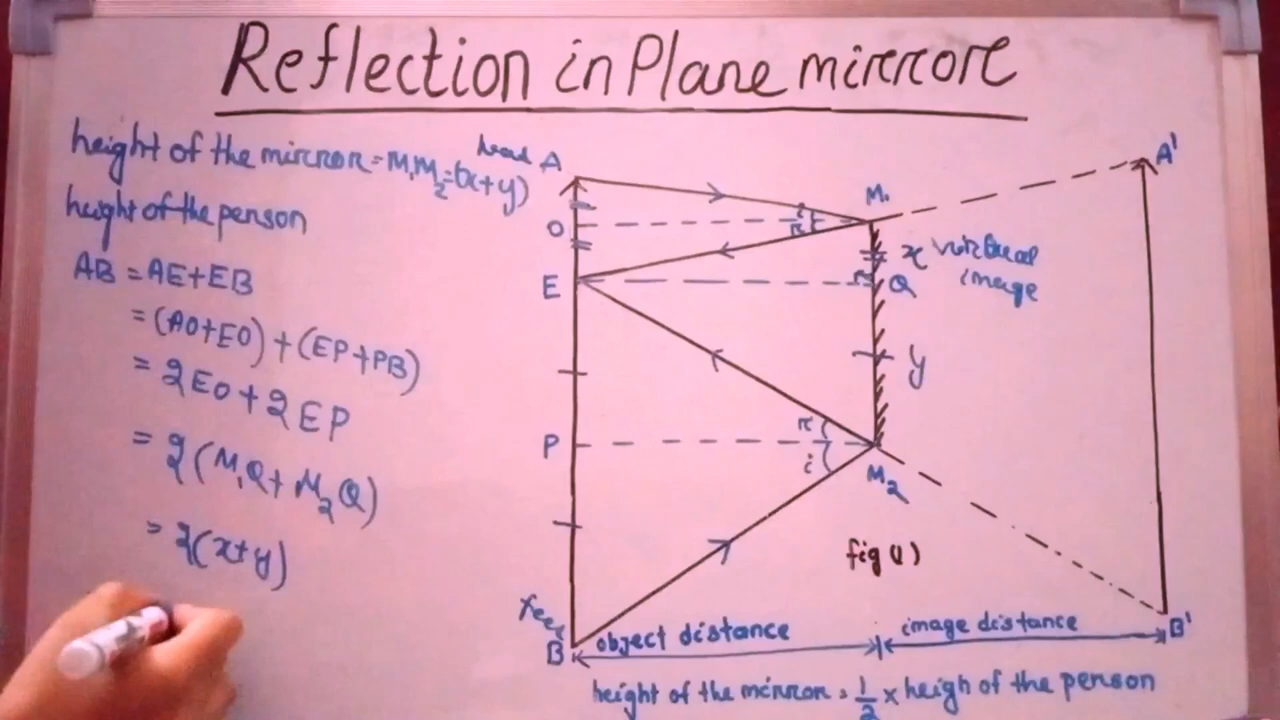 Reflection in Plane mirror
height of the mirror = M₁M₂ = (x+y)
height of the person
AB = AE+EB
= (AO+EO) + (EP+PB)
= 2EO + 2EP
= 2(M₁Q + M₂Q)
= 2(x+y)
head A
O
E
P
feet
B
M₁
i
r
x
virtual
image
Q
y
r
i
M₂
A'
B'
fig (1)
object distance
image distance
height of the mirror = 1/2 × heigh of the person